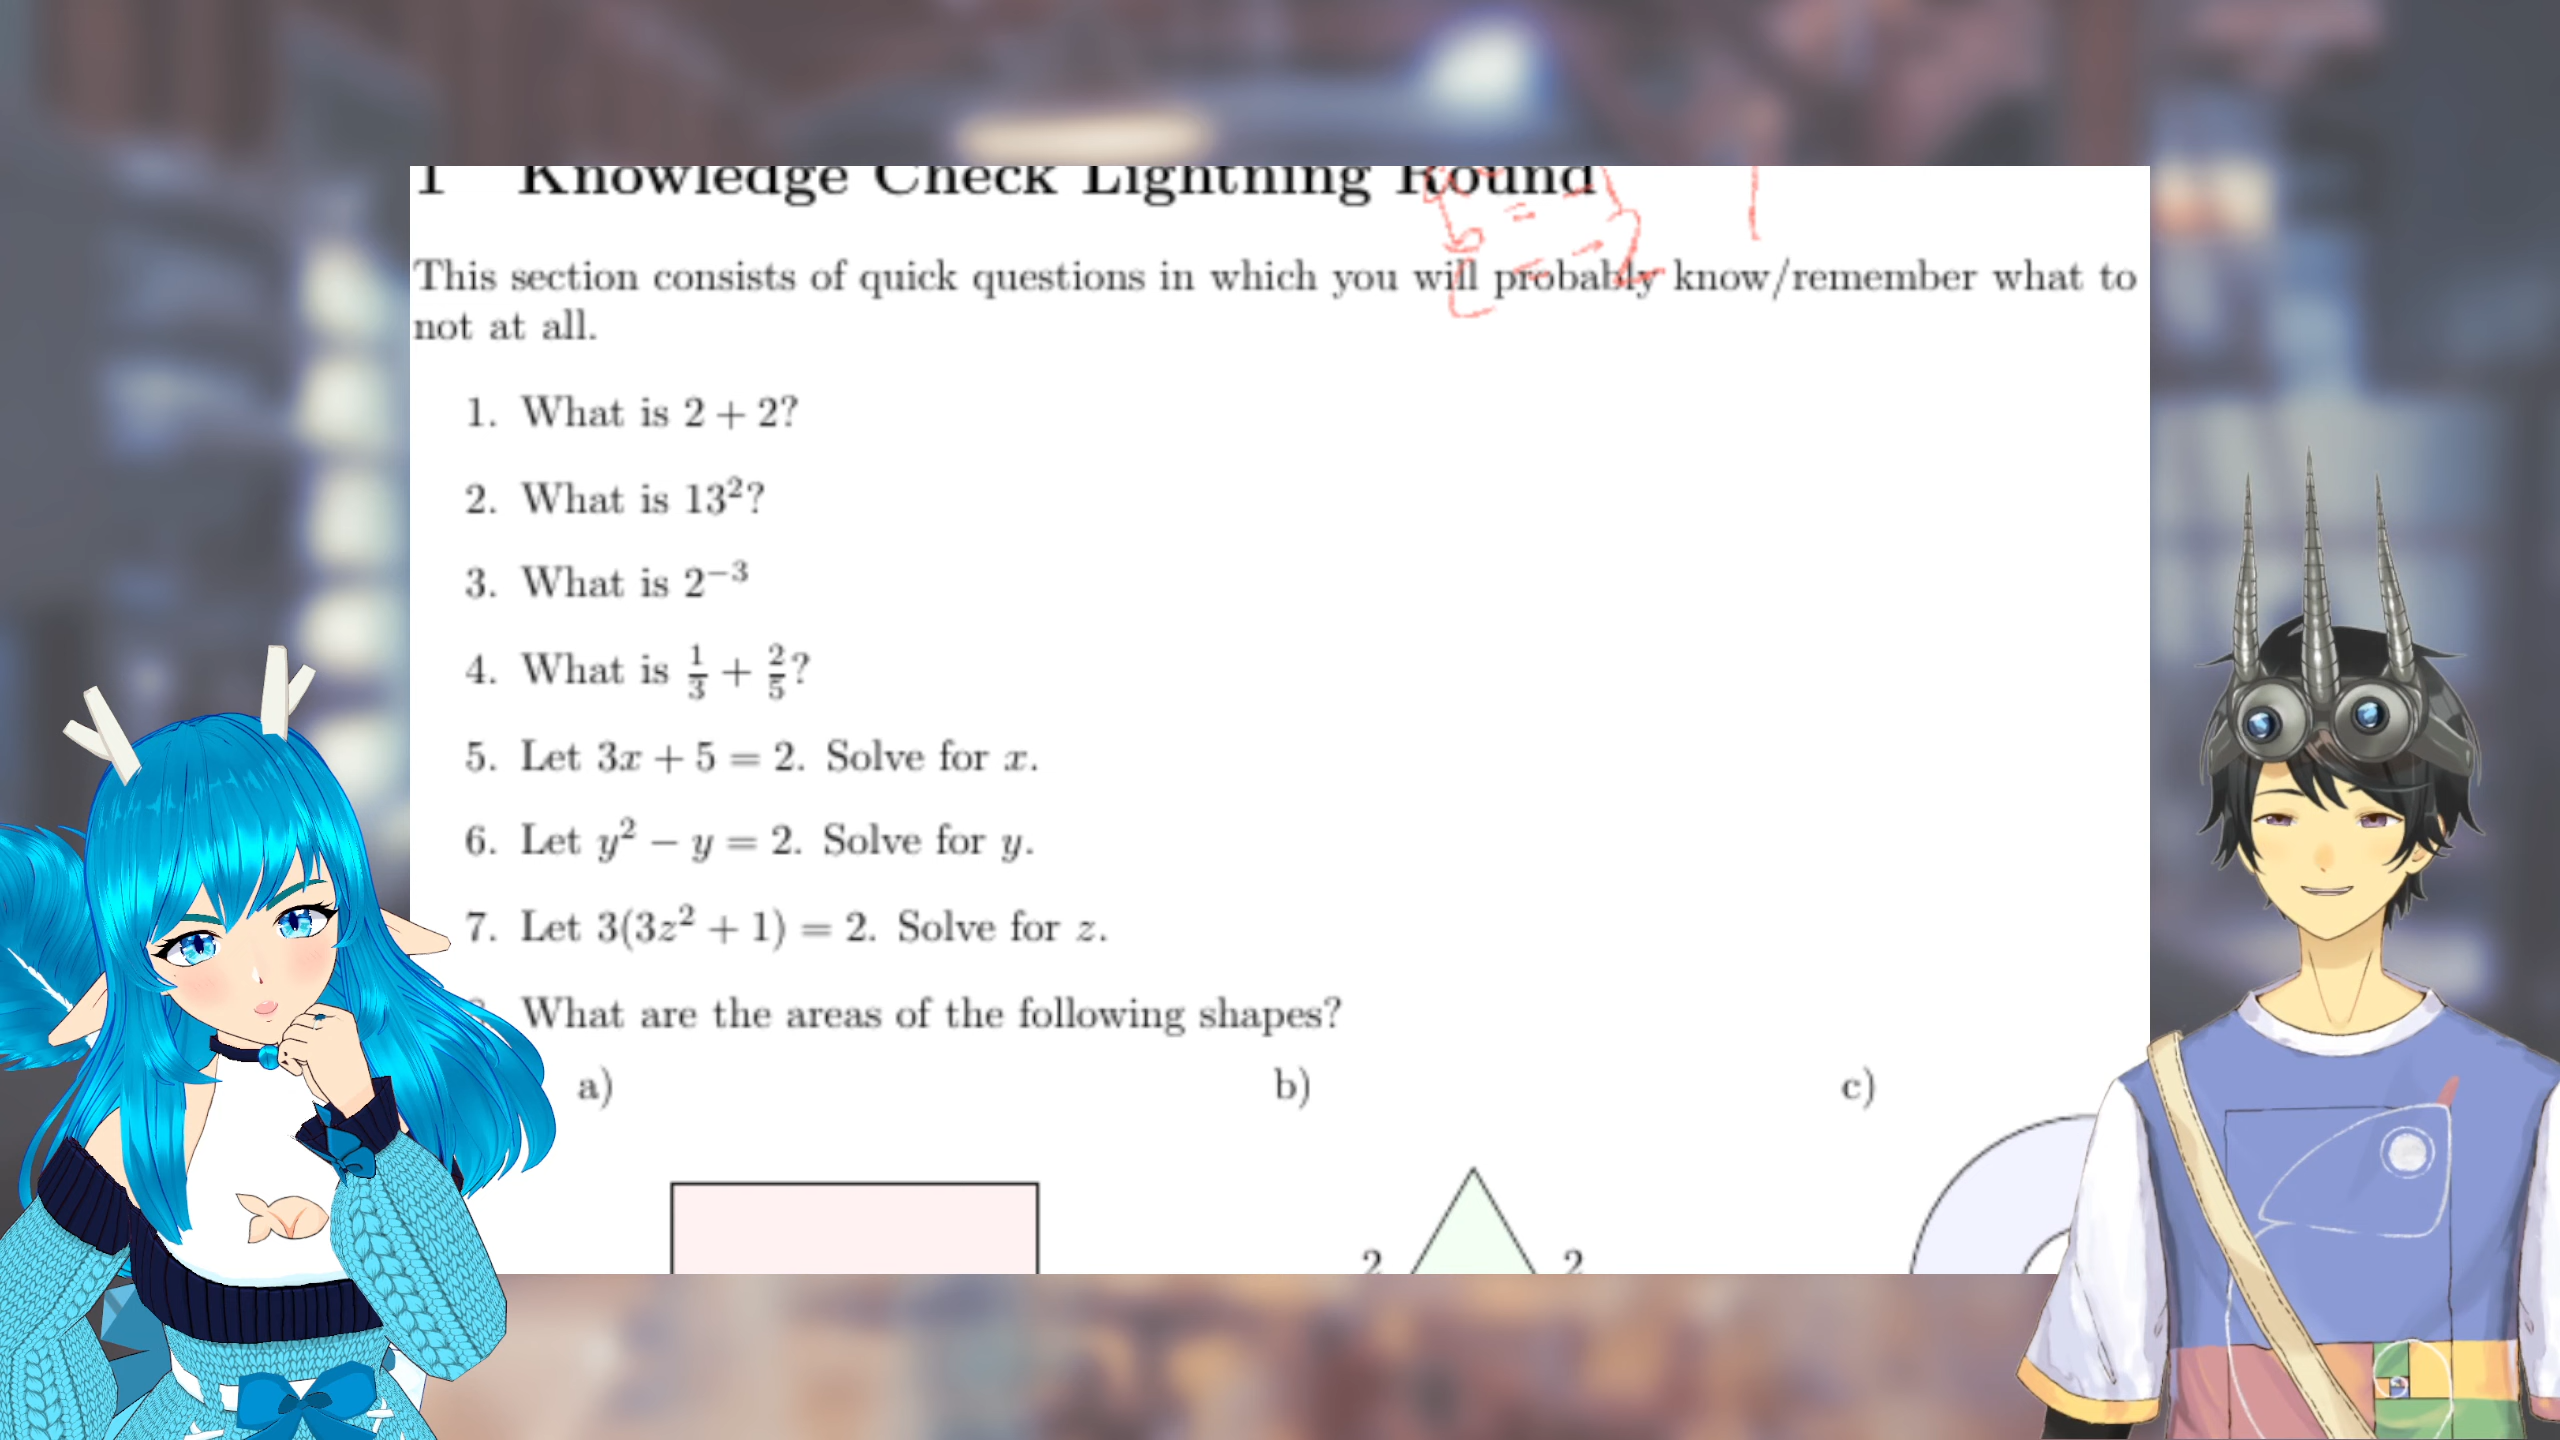 1 Knowledge Check Lightning Round
This section consists of quick questions in which you will probably know/remember what to
not at all.
1. What is 2 + 2?
2. What is 13²?
3. What is 2⁻³
4. What is 1/3 + 2/5?
5. Let 3x + 5 = 2. Solve for x.
6. Let y² − y = 2. Solve for y.
7. Let 3(3z² + 1) = 2. Solve for z.
What are the areas of the following shapes?
a) b) c)
2 2